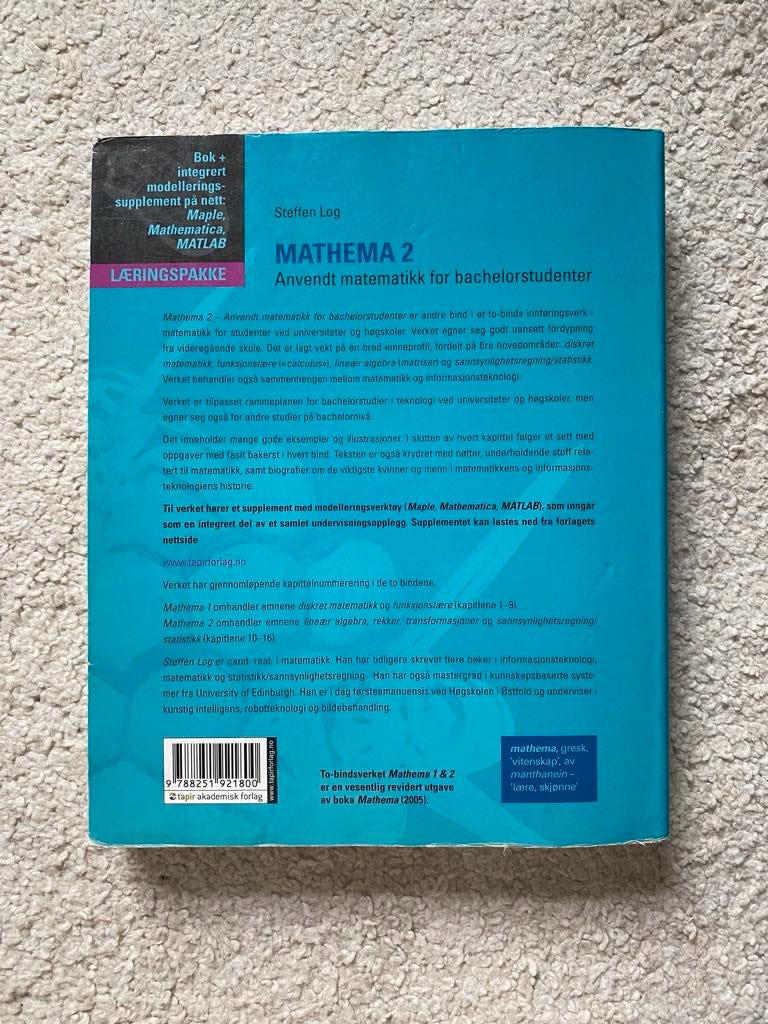 Bok +
integrert
modellerings-
supplement på nett:
Maple,
Mathematica,
MATLAB
LÆRINGSPAKKE
Steffen Log
MATHEMA 2
Anvendt matematikk for bachelorstudenter
Mathema 2 – Anvendt matematikk for bachelorstudenter er andre bind i et to-binds innføringsverk i
matematikk for studenter ved universiteter og høgskoler. Verket egner seg godt uansett fordypning
fra videregående skole. Det er lagt vekt på en bred emneprofil, fordelt på fire hovedområder: diskret
matematikk, funksjonslære («calculus»), lineær algebra (matriser) og sannsynlighetsregning/statistikk.
Verket behandler også sammenhengen mellom matematikk og informasjonsteknologi.
Verket er tilpasset rammeplanen for bachelorstudier i teknologi ved universiteter og høgskoler, men
egner seg også for andre studier på bachelornivå.
Det inneholder mange gode eksempler og illustrasjoner. I slutten av hvert kapittel følger et sett med
oppgaver med fasit bakerst i hvert bind. Teksten er også krydret med nøtter, underholdende stoff rela-
tert til matematikk, samt biografier om de viktigste kvinner og menn i matematikkens og informasjons-
teknologiens historie.
Til verket hører et supplement med modelleringsverktøy (Maple, Mathematica, MATLAB), som inngår
som en integrert del av et samlet undervisningsopplegg. Supplementet kan lastes ned fra forlagets
nettside
www.tapirforlag.no
Verket har gjennomløpende kapittelnummerering i de to bindene.
Mathema 1 omhandler emnene diskret matematikk og funksjonslære (kapitlene 1–9).
Mathema 2 omhandler emnene lineær algebra, rekker, transformasjoner og sannsynlighetsregning/
statistikk (kapitlene 10–16).
Steffen Log er cand. real. i matematikk. Han har tidligere skrevet flere bøker i informasjonsteknologi,
matematikk og statistikk/sannsynlighetsregning. Han har også mastergrad i kunnskapsbaserte syste-
mer fra University of Edinburgh. Han er i dag førsteamanuensis ved Høgskolen i Østfold og underviser i
kunstig intelligens, robotteknologi og bildebehandling.
9 788251 921800
tapir akademisk forlag
www.tapirforlag.no
To-bindsverket Mathema 1 & 2
er en vesentlig revidert utgave
av boka Mathema (2005).
mathema, gresk,
'vitenskap', av
manthanein –
'lære, skjønne'